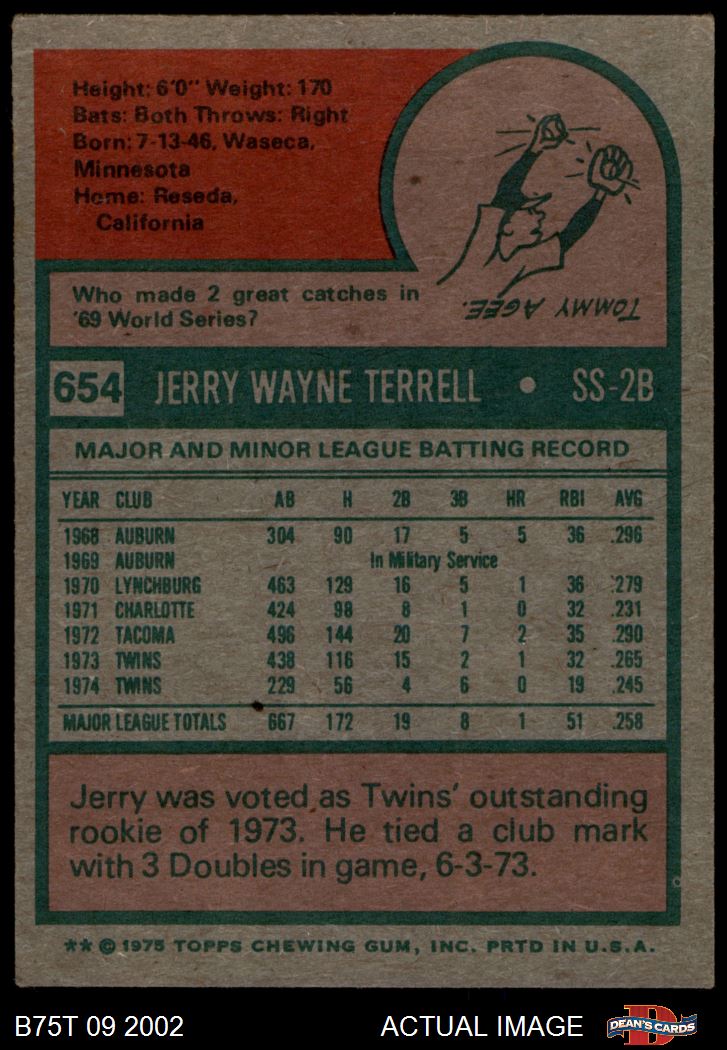 Height: 6'0" Weight: 170
Bats: Both Throws: Right
Born: 7-13-46, Waseca,
Minnesota
Home: Reseda,
California
Who made 2 great catches in
'69 World Series?
TOMMY AGEE.
654 JERRY WAYNE TERRELL • SS-2B
MAJOR AND MINOR LEAGUE BATTING RECORD
YEAR CLUB AB H 2B 3B HR RBI AVG
1968 AUBURN 304 90 17 5 5 36 .296
1969 AUBURN In Military Service
1970 LYNCHBURG 463 129 16 5 1 36 .279
1971 CHARLOTTE 424 98 8 1 0 32 .231
1972 TACOMA 496 144 20 7 2 35 .290
1973 TWINS 438 116 15 2 1 32 .265
1974 TWINS 229 56 4 6 0 19 .245
MAJOR LEAGUE TOTALS 667 172 19 8 1 51 .258
Jerry was voted as Twins' outstanding
rookie of 1973. He tied a club mark
with 3 Doubles in game, 6-3-73.
** © 1975 TOPPS CHEWING GUM, INC. PRTD IN U.S.A.
B75T 09 2002 ACTUAL IMAGE DEAN'S CARDS